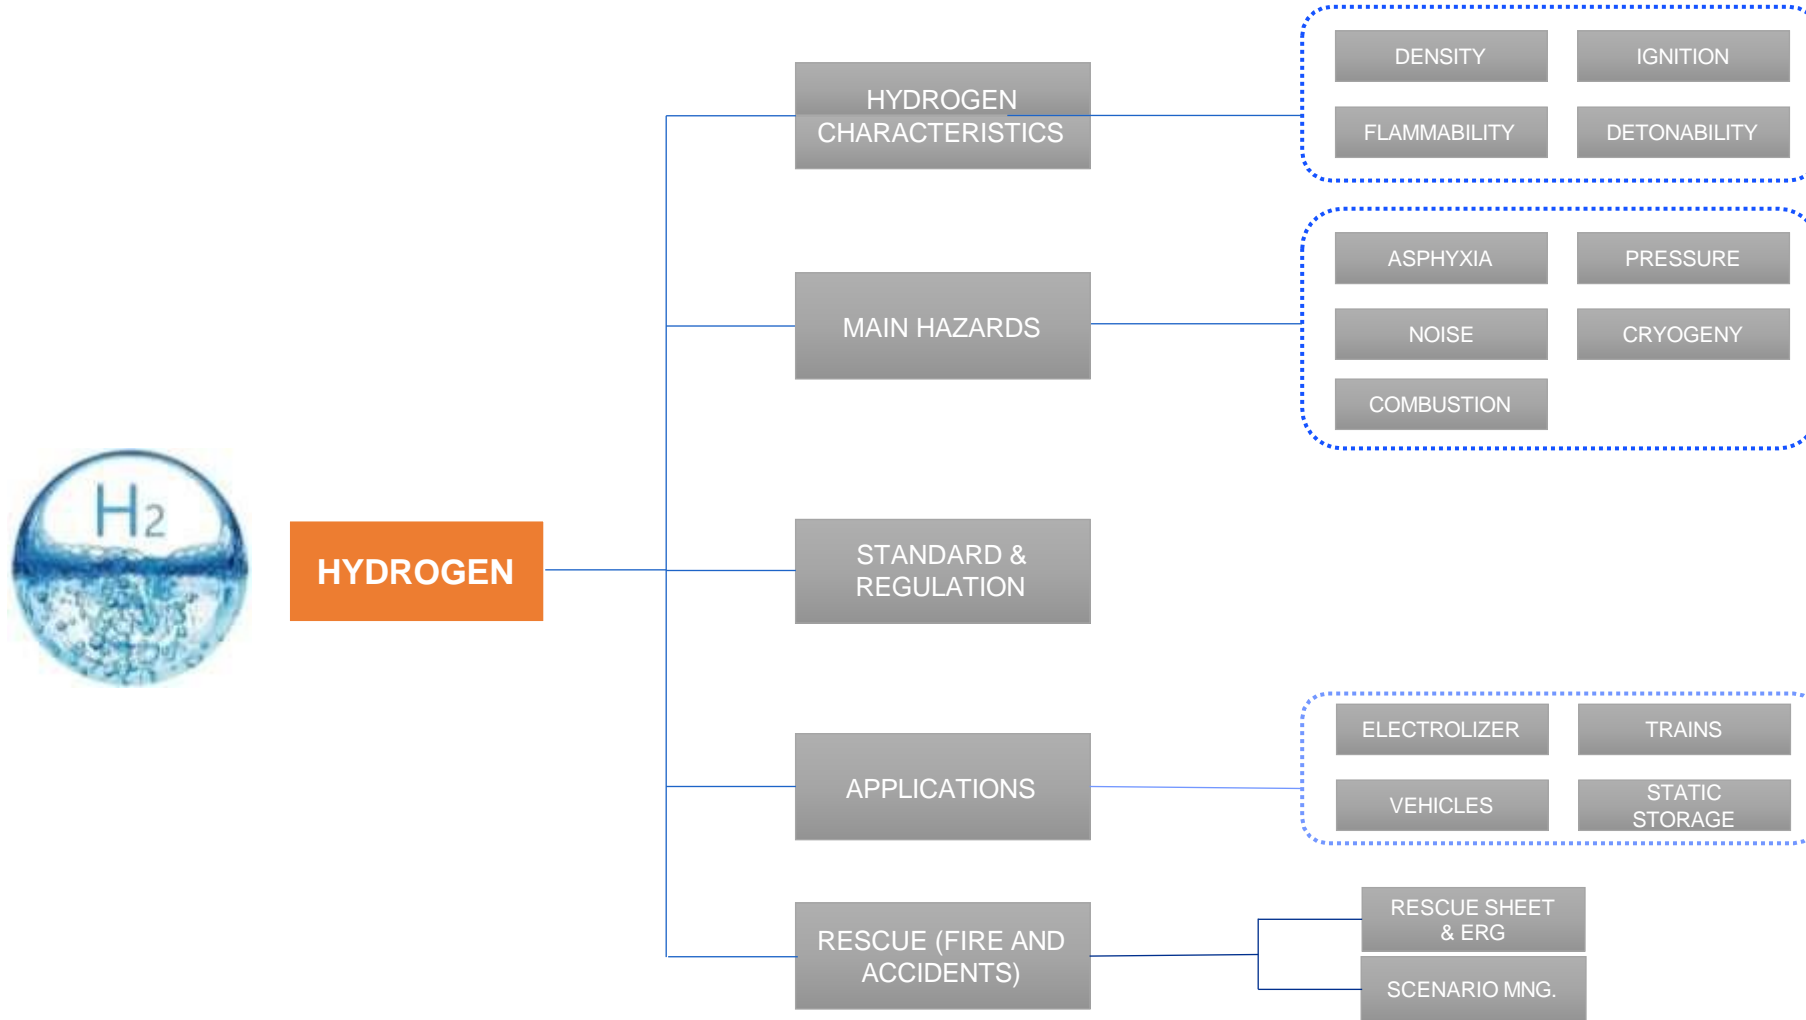 H2
HYDROGEN
HYDROGEN
CHARACTERISTICS
DENSITY
IGNITION
FLAMMABILITY
DETONABILITY
MAIN HAZARDS
ASPHYXIA
PRESSURE
NOISE
CRYOGENY
COMBUSTION
STANDARD &
REGULATION
APPLICATIONS
ELECTROLIZER
TRAINS
VEHICLES
STATIC
STORAGE
RESCUE (FIRE AND
ACCIDENTS)
RESCUE SHEET
& ERG
SCENARIO MNG.